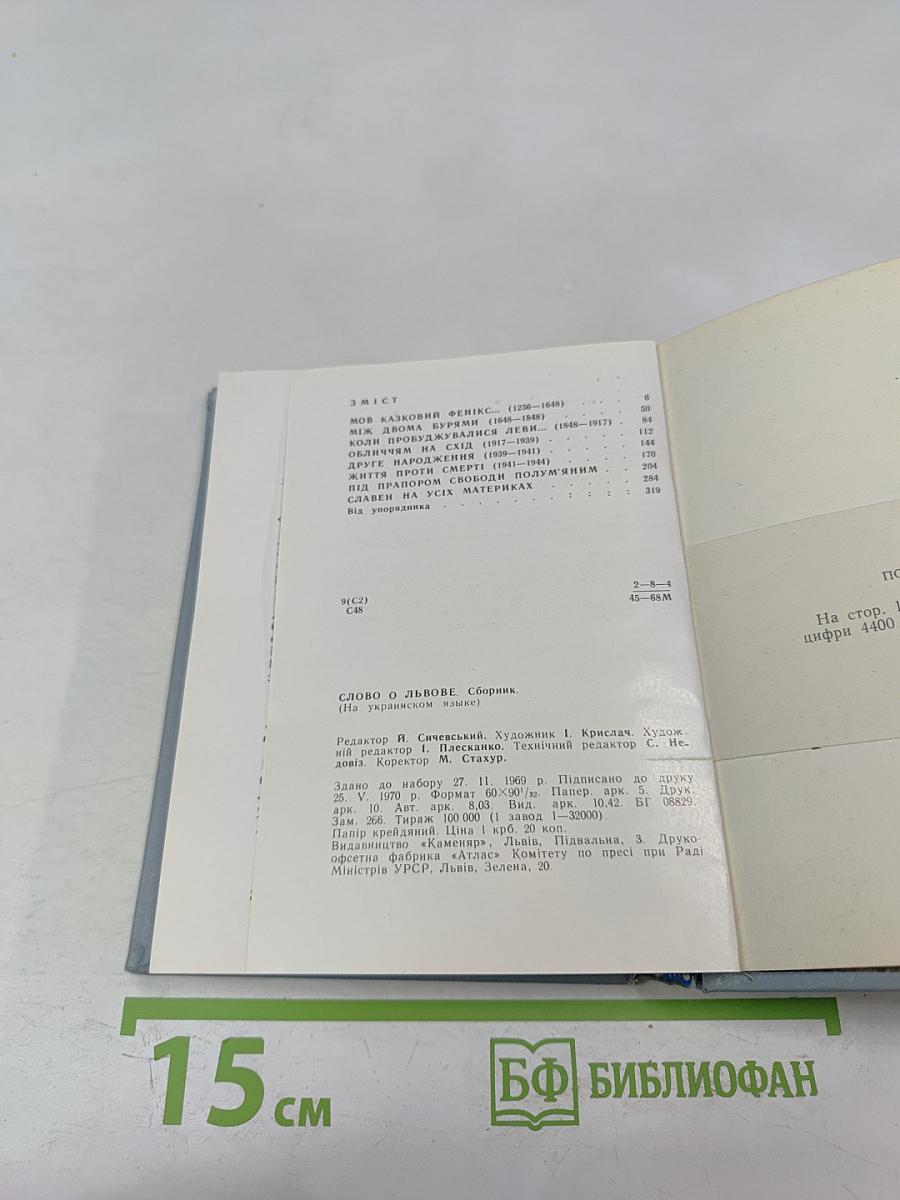 ЗМІСТ
МОВ КАЗКОВИЙ ФЕНІКС... (1256—1648) . . . 6
МІЖ ДВОМА БУРЯМИ (1648—1848) . . . . 50
КОЛИ ПРОБУДЖУВАЛИСЯ ЛЕВИ... (1848—1917) . 84
ОБЛИЧЧЯМ НА СХІД (1917—1939) . . . . . 112
ДРУГЕ НАРОДЖЕННЯ (1939—1941) . . . . . 144
ЖИТТЯ ПРОТИ СМЕРТІ (1941—1944) . . . . 170
ПІД ПРАПОРОМ СВОБОДИ ПОЛУМ'ЯНИМ . . 204
СЛАВЕН НА УСІХ МАТЕРИКАХ . . . . . 284
Від упорядника . . . . . . . . : : : : 319
2—8—4
9(С2) 45—68М
С48
СЛОВО О ЛЬВОВЕ. Сборник.
(На украинском языке)
Редактор Й. Сичевський. Художник І. Крислач. Худож-
ній редактор І. Плесканко. Технічний редактор С. Не-
довіз. Коректор М. Стахур.
Здано до набору 27. 11. 1969 р. Підписано до друку
25. V. 1970 р. Формат 60×90¹/₃₂. Папер. арк. 5. Друк.
арк. 10. Авт. арк. 8,03. Вид. арк. 10,42. БГ 08829.
Зам. 266. Тираж 100 000 (1 завод 1—32000).
Папір крейдяний. Ціна 1 крб. 20 коп.
Видавництво «Каменяр», Львів, Підвальна, 3. Друко-
офсетна фабрика «Атлас» Комітету по пресі при Раді
Міністрів УРСР, Львів, Зелена, 20.
На стор.
цифри 4400
15 см
БФ БИБЛИОФАН